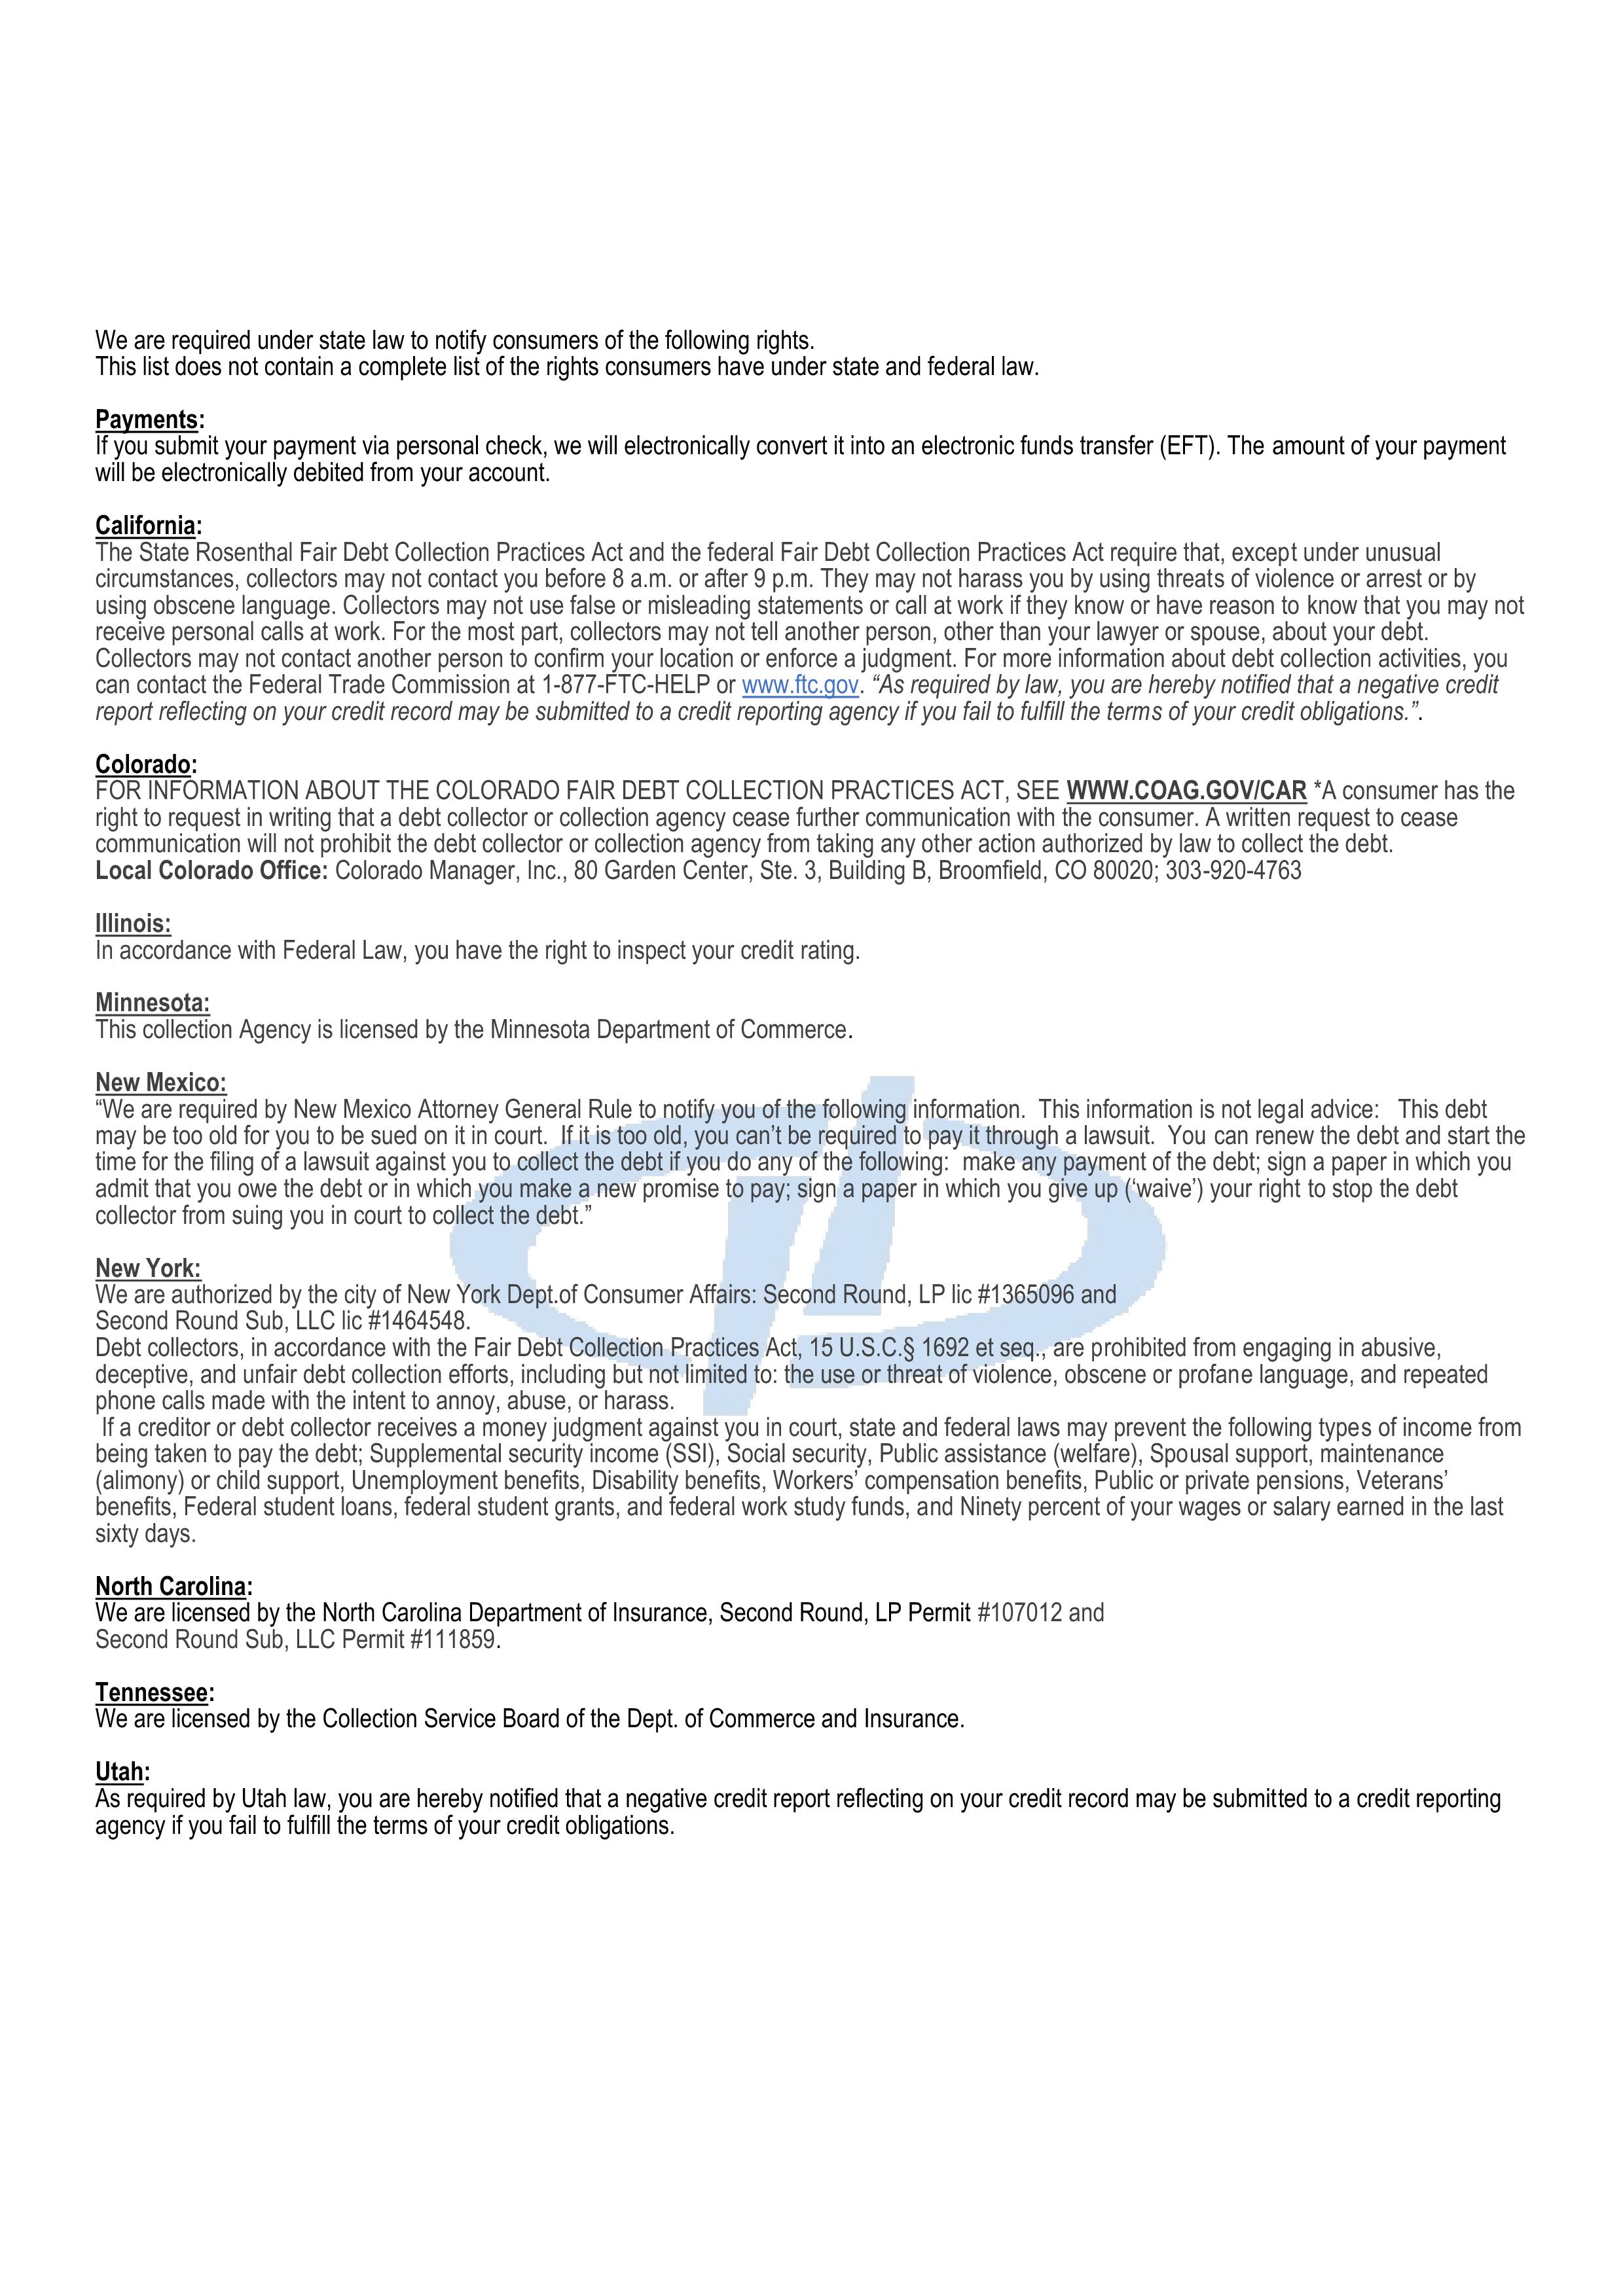 We are required under state law to notify consumers of the following rights.
This list does not contain a complete list of the rights consumers have under state and federal law.
Payments:
If you submit your payment via personal check, we will electronically convert it into an electronic funds transfer (EFT). The amount of your payment
will be electronically debited from your account.
California:
The State Rosenthal Fair Debt Collection Practices Act and the federal Fair Debt Collection Practices Act require that, except under unusual
circumstances, collectors may not contact you before 8 a.m. or after 9 p.m. They may not harass you by using threats of violence or arrest or by
using obscene language. Collectors may not use false or misleading statements or call at work if they know or have reason to know that you may not
receive personal calls at work. For the most part, collectors may not tell another person, other than your lawyer or spouse, about your debt.
Collectors may not contact another person to confirm your location or enforce a judgment. For more information about debt collection activities, you
can contact the Federal Trade Commission at 1-877-FTC-HELP or www.ftc.gov. “As required by law, you are hereby notified that a negative credit
report reflecting on your credit record may be submitted to a credit reporting agency if you fail to fulfill the terms of your credit obligations.”.
Colorado:
FOR INFORMATION ABOUT THE COLORADO FAIR DEBT COLLECTION PRACTICES ACT, SEE WWW.COAG.GOV/CAR *A consumer has the
right to request in writing that a debt collector or collection agency cease further communication with the consumer. A written request to cease
communication will not prohibit the debt collector or collection agency from taking any other action authorized by law to collect the debt.
Local Colorado Office: Colorado Manager, Inc., 80 Garden Center, Ste. 3, Building B, Broomfield, CO 80020; 303-920-4763
Illinois:
In accordance with Federal Law, you have the right to inspect your credit rating.
Minnesota:
This collection Agency is licensed by the Minnesota Department of Commerce.
New Mexico:
“We are required by New Mexico Attorney General Rule to notify you of the following information.  This information is not legal advice:   This debt
may be too old for you to be sued on it in court.  If it is too old, you can’t be required to pay it through a lawsuit.  You can renew the debt and start the
time for the filing of a lawsuit against you to collect the debt if you do any of the following:  make any payment of the debt; sign a paper in which you
admit that you owe the debt or in which you make a new promise to pay; sign a paper in which you give up (‘waive’) your right to stop the debt
collector from suing you in court to collect the debt.”
New York:
We are authorized by the city of New York Dept.of Consumer Affairs: Second Round, LP lic #1365096 and
Second Round Sub, LLC lic #1464548.
Debt collectors, in accordance with the Fair Debt Collection Practices Act, 15 U.S.C.§ 1692 et seq., are prohibited from engaging in abusive,
deceptive, and unfair debt collection efforts, including but not limited to: the use or threat of violence, obscene or profane language, and repeated
phone calls made with the intent to annoy, abuse, or harass.
If a creditor or debt collector receives a money judgment against you in court, state and federal laws may prevent the following types of income from
being taken to pay the debt; Supplemental security income (SSI), Social security, Public assistance (welfare), Spousal support, maintenance
(alimony) or child support, Unemployment benefits, Disability benefits, Workers’ compensation benefits, Public or private pensions, Veterans’
benefits, Federal student loans, federal student grants, and federal work study funds, and Ninety percent of your wages or salary earned in the last
sixty days.
North Carolina:
We are licensed by the North Carolina Department of Insurance, Second Round, LP Permit #107012 and
Second Round Sub, LLC Permit #111859.
Tennessee:
We are licensed by the Collection Service Board of the Dept. of Commerce and Insurance.
Utah:
As required by Utah law, you are hereby notified that a negative credit report reflecting on your credit record may be submitted to a credit reporting
agency if you fail to fulfill the terms of your credit obligations.